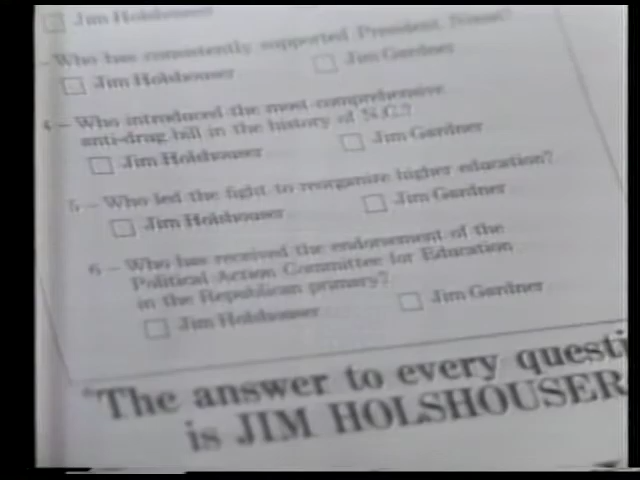 Jim Holshouser
- Who has consistently supported President Nixon?
Jim Holshouser Jim Gardner
4 - Who introduced the most comprehensive
anti-drug bill in the history of N.C.?
Jim Holshouser Jim Gardner
5 - Who led the fight to reorganize higher education?
Jim Holshouser Jim Gardner
6 - Who has received the endorsement of the
Political Action Committee for Education
in the Republican primary?
Jim Holshouser Jim Gardner
"The answer to every questi
is JIM HOLSHOUSER